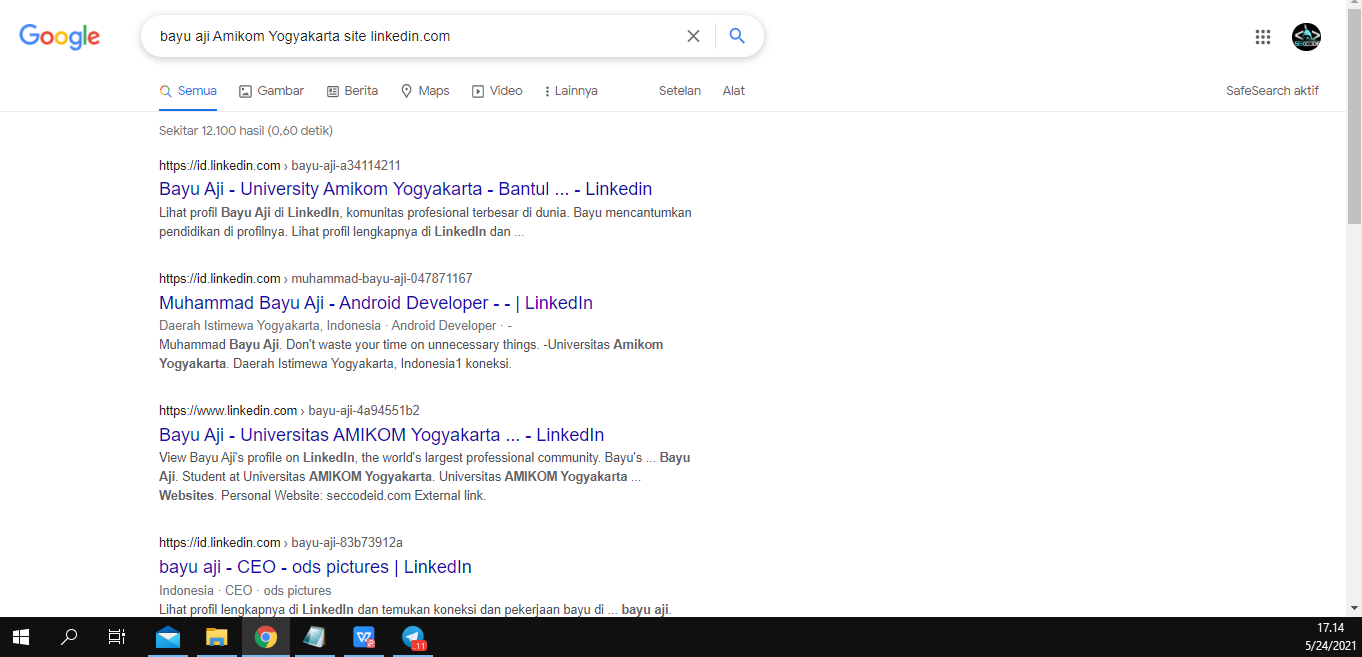 Google
bayu aji Amikom Yogyakarta site linkedin.com
Semua Gambar Berita Maps Video Lainnya Setelan Alat SafeSearch aktif
Sekitar 12.100 hasil (0,60 detik)
https://id.linkedin.com › bayu-aji-a34114211
Bayu Aji - University Amikom Yogyakarta - Bantul ... - Linkedin
Lihat profil Bayu Aji di LinkedIn, komunitas profesional terbesar di dunia. Bayu mencantumkan
pendidikan di profilnya. Lihat profil lengkapnya di LinkedIn dan ...
https://id.linkedin.com › muhammad-bayu-aji-047871167
Muhammad Bayu Aji - Android Developer - - | LinkedIn
Daerah Istimewa Yogyakarta, Indonesia · Android Developer · -
Muhammad Bayu Aji. Don't waste your time on unnecessary things. -Universitas Amikom
Yogyakarta. Daerah Istimewa Yogyakarta, Indonesia1 koneksi.
https://www.linkedin.com › bayu-aji-4a94551b2
Bayu Aji - Universitas AMIKOM Yogyakarta ... - LinkedIn
View Bayu Aji's profile on LinkedIn, the world's largest professional community. Bayu's ... Bayu
Aji. Student at Universitas AMIKOM Yogyakarta. Universitas AMIKOM Yogyakarta ...
Websites. Personal Website: seccodeid.com External link.
https://id.linkedin.com › bayu-aji-83b73912a
bayu aji - CEO - ods pictures | LinkedIn
Indonesia · CEO · ods pictures
Lihat profil lengkapnya di LinkedIn dan temukan koneksi dan pekerjaan bayu di ... bayu aji.
11
17.14
5/24/2021